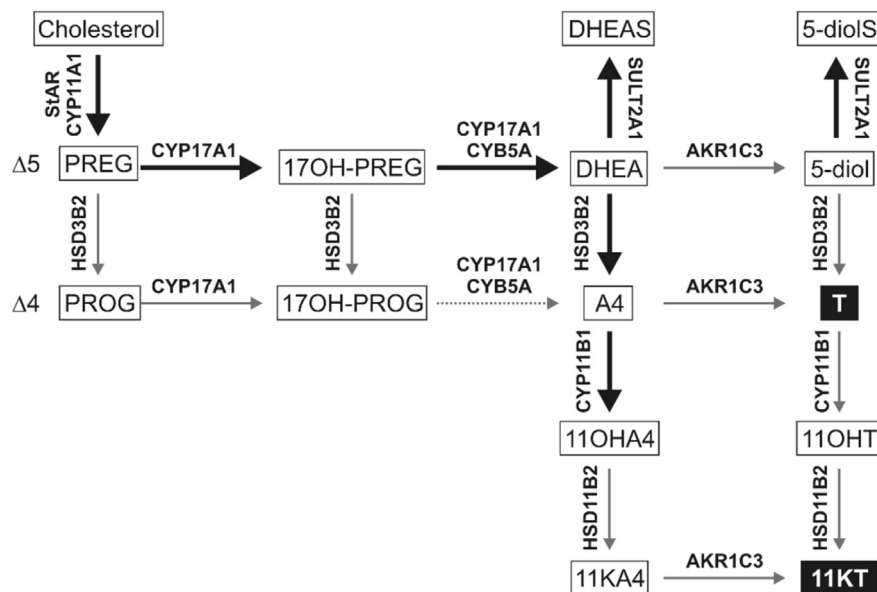 Cholesterol
DHEAS
5-diolS
StAR
CYP11A1
SULT2A1
SULT2A1
Δ5
PREG
CYP17A1
17OH-PREG
CYP17A1
CYB5A
DHEA
AKR1C3
5-diol
HSD3B2
HSD3B2
HSD3B2
HSD3B2
Δ4
PROG
CYP17A1
17OH-PROG
CYP17A1
CYB5A
A4
AKR1C3
T
CYP11B1
CYP11B1
11OHA4
11OHT
HSD11B2
HSD11B2
11KA4
AKR1C3
11KT